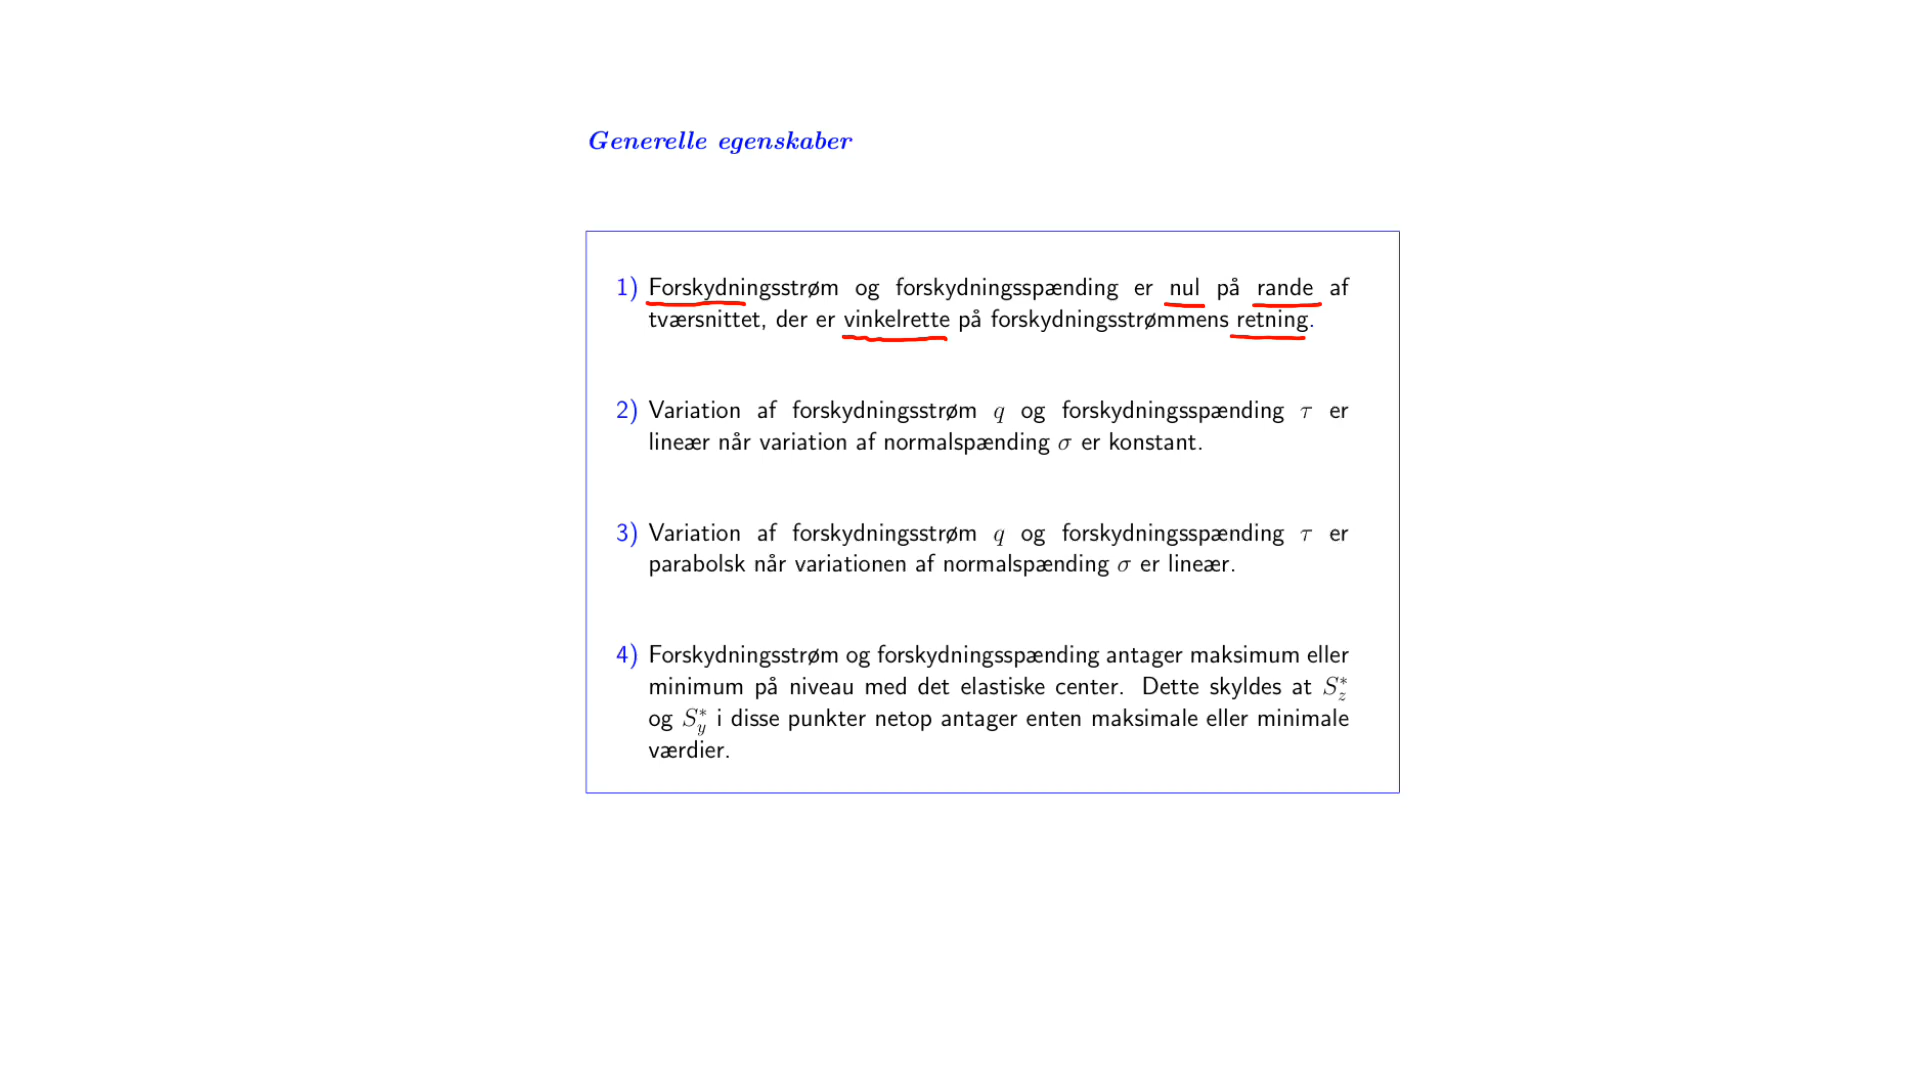 Generelle egenskaber
1) Forskydningsstrøm og forskydningsspænding er nul på rande af
tværsnittet, der er vinkelrette på forskydningsstrømmens retning.
2) Variation af forskydningsstrøm q og forskydningsspænding τ er
lineær når variation af normalspænding σ er konstant.
3) Variation af forskydningsstrøm q og forskydningsspænding τ er
parabolsk når variationen af normalspænding σ er lineær.
4) Forskydningsstrøm og forskydningsspænding antager maksimum eller
minimum på niveau med det elastiske center. Dette skyldes at S_z^*
og S_y^* i disse punkter netop antager enten maksimale eller minimale
værdier.